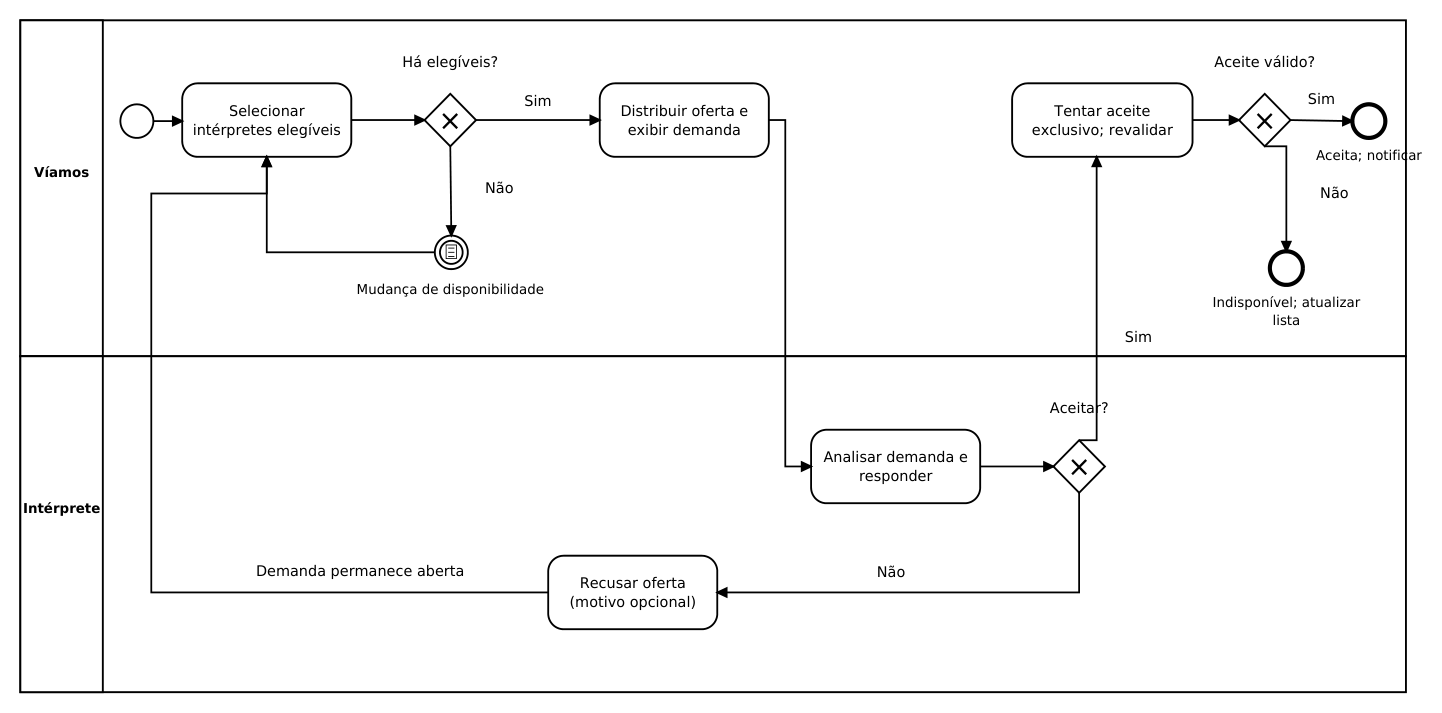 Há elegíveis?
Aceite válido?
Selecionar
intérpretes elegíveis
Sim
Distribuir oferta e
exibir demanda
Tentar aceite
exclusivo; revalidar
Sim
Aceita; notificar
Víamos
Não
Não
Mudança de disponibilidade
Indisponível; atualizar
lista
Sim
Aceitar?
Analisar demanda e
responder
Intérprete
Demanda permanece aberta
Recusar oferta
(motivo opcional)
Não